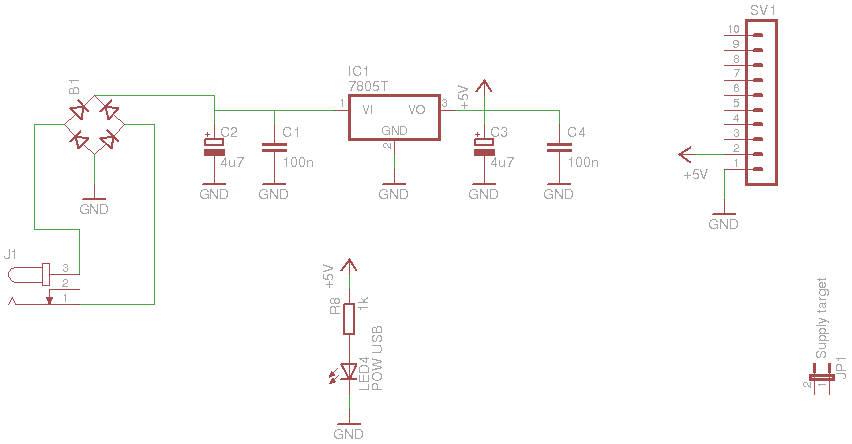 SV1
10
9
8
7
6
5
4
3
2
1
+5V
GND
B1
GND
IC1
7805T
1
VI
VO
3
GND
2
GND
+5V
C2
4u7
GND
C1
100n
GND
C3
4u7
GND
C4
100n
GND
J1
3
2
1
+5V
R8
1k
LED4
POW USB
GND
Supply target
JP1
2
1